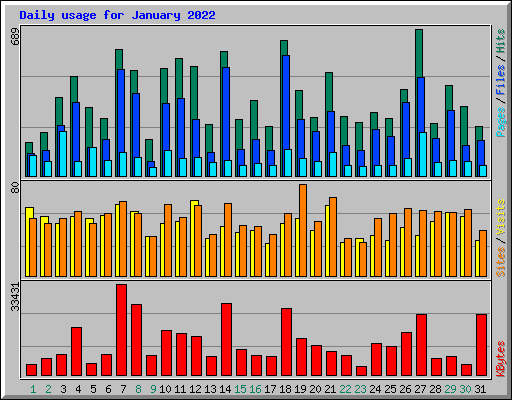 Daily usage for January 2022
689
Pages / Files / Hits
80
Sites / Visits
33431
KBytes
1 2 3 4 5 6 7 8 9 10 11 12 13 14 15 16 17 18 19 20 21 22 23 24 25 26 27 28 29 30 31